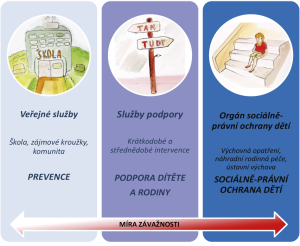 ŠKOLA
Veřejné služby
Škola, zájmové kroužky,
komunita
PREVENCE
TAM
TUDY
Služby podpory
Krátkodobé a
střednědobé intervence
PODPORA DÍTĚTE
A RODINY
Orgán sociálně-
právní ochrany dětí
Výchovná opatření,
náhradní rodinná péče,
ústavní výchova
SOCIÁLNĚ-PRÁVNÍ
OCHRANA DĚTÍ
MÍRA ZÁVAŽNOSTI